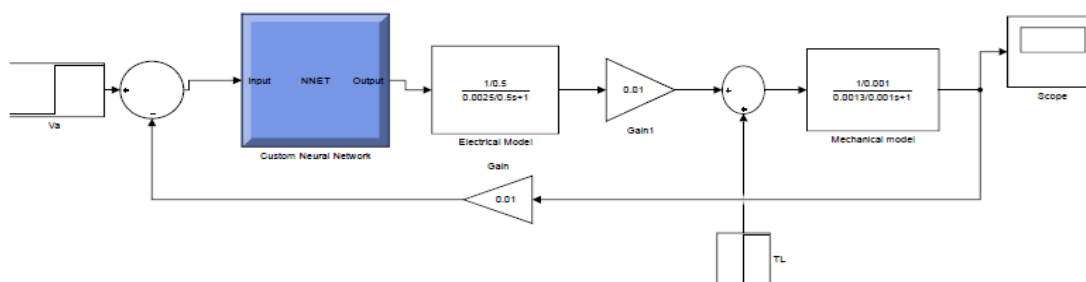 Va
+
-
Input NNET Output
Custom Neural Network
1/0.5
0.0025/0.5s+1
Electrical Model
0.01
Gain1
+
+
1/0.001
0.0013/0.001s+1
Mechanical model
Scope
Gain
0.01
TL